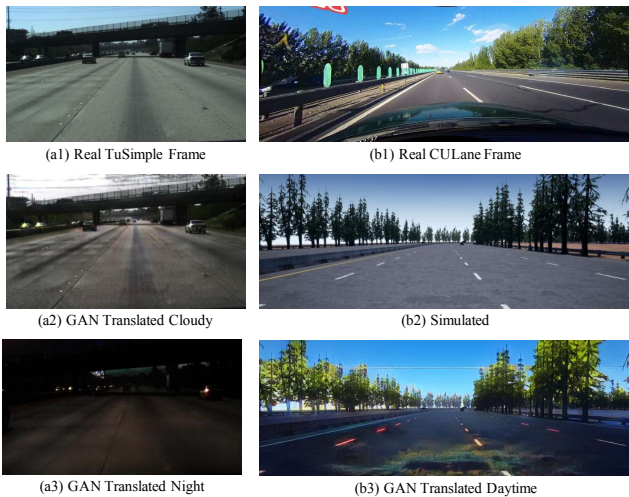 (a1) Real TuSimple Frame
(b1) Real CULane Frame
(a2) GAN Translated Cloudy
(b2) Simulated
(a3) GAN Translated Night
(b3) GAN Translated Daytime